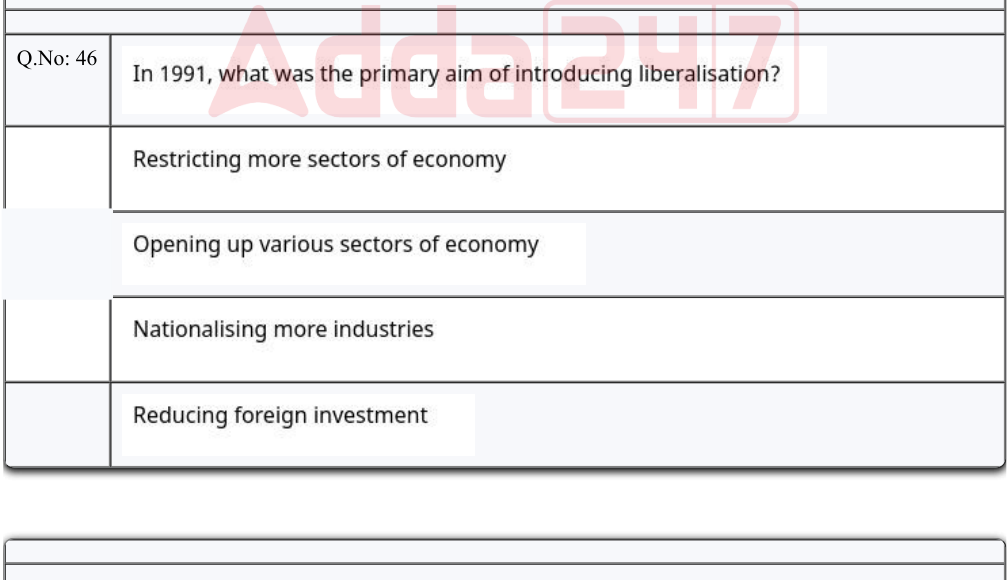 Adda247
Q.No: 46
In 1991, what was the primary aim of introducing liberalisation?
Restricting more sectors of economy
Opening up various sectors of economy
Nationalising more industries
Reducing foreign investment